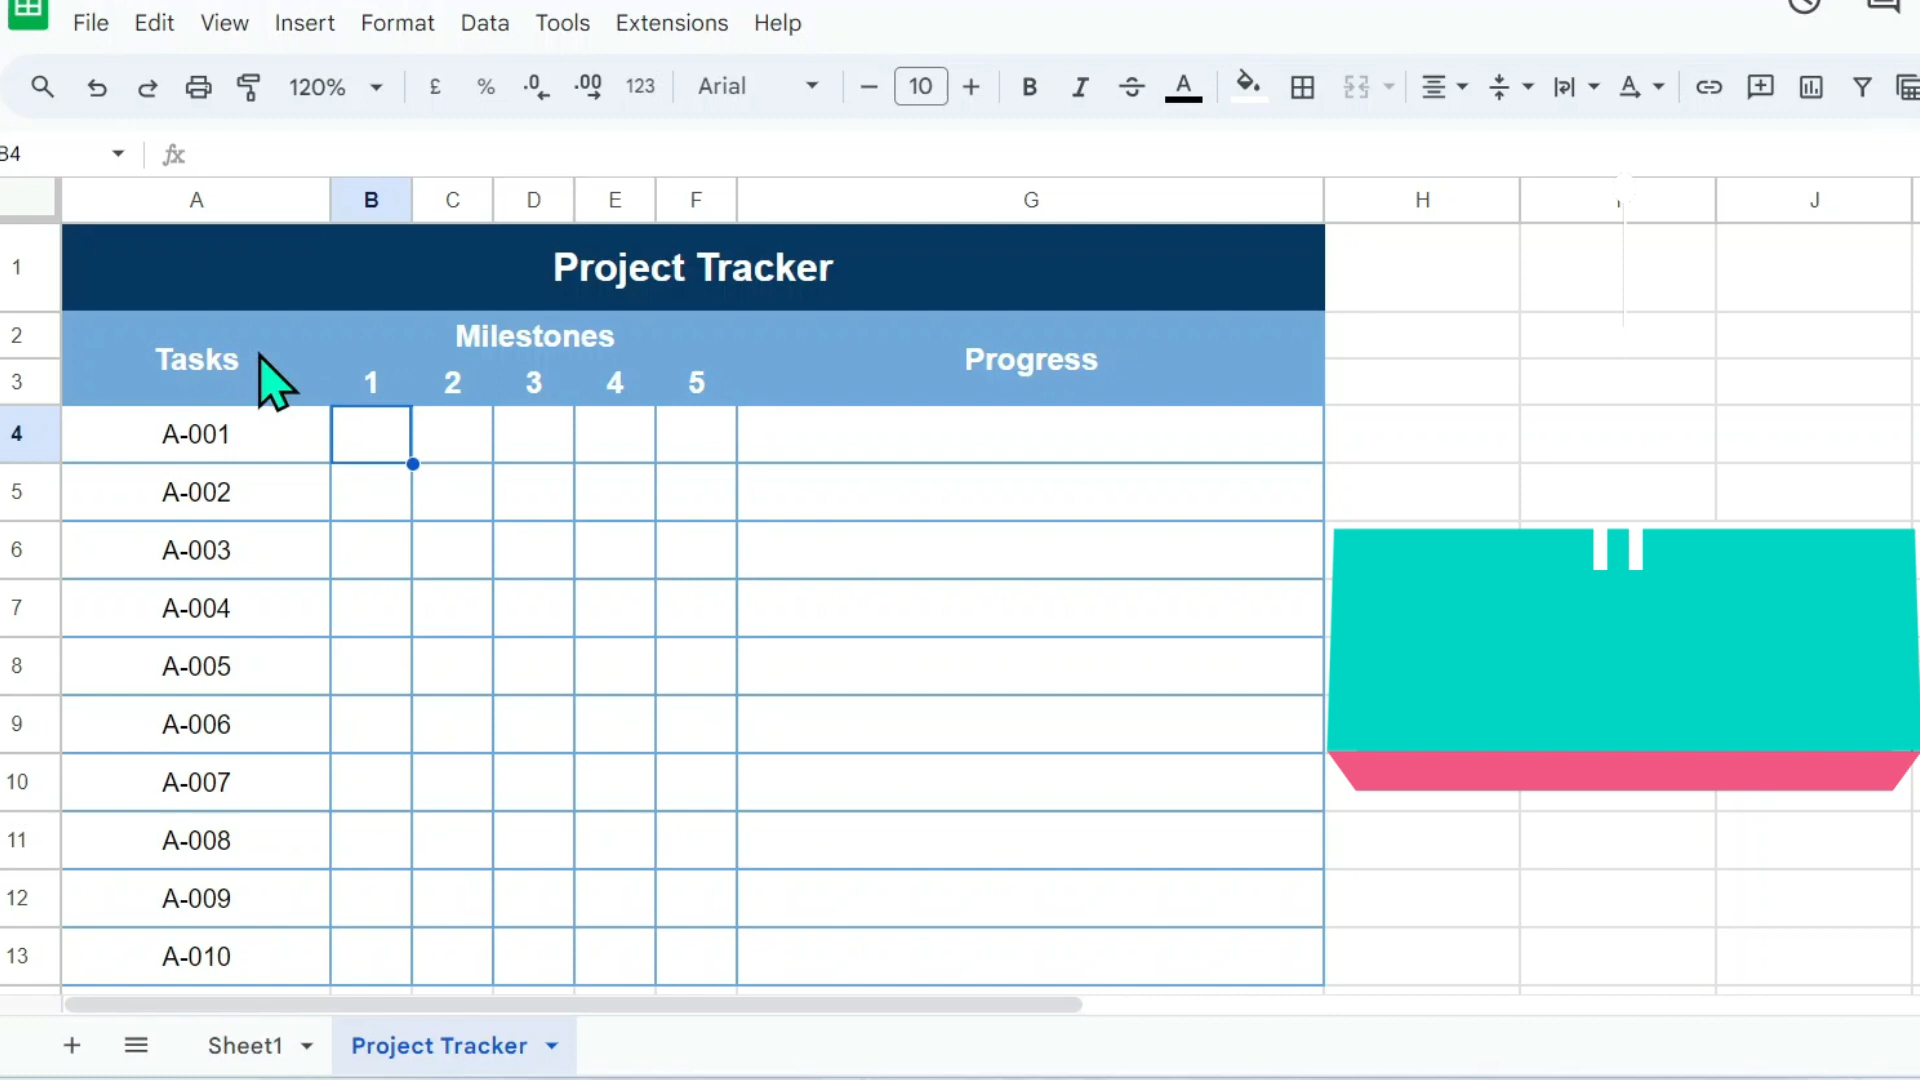 File Edit View Insert Format Data Tools Extensions Help
120% £ % .0 .00 123 Arial 10 B I S A A
B4 fx
A B C D E F G H J
1 Project Tracker
2 Milestones
Tasks Progress
3 1 2 3 4 5
4 A-001
5 A-002
6 A-003
7 A-004
8 A-005
9 A-006
10 A-007
11 A-008
12 A-009
13 A-010
Sheet1 Project Tracker